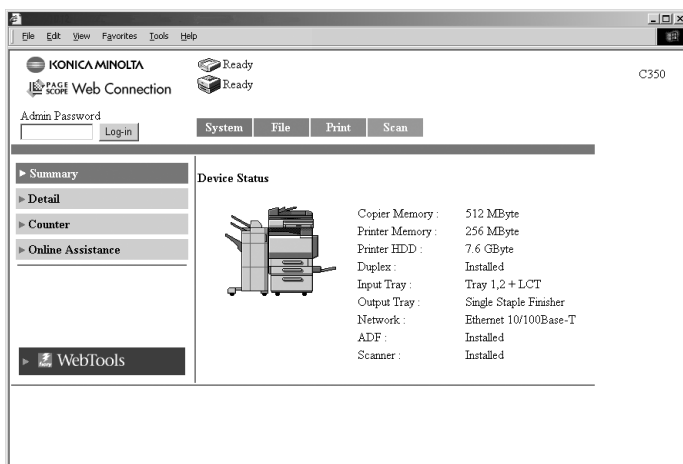 File Edit View Favorites Tools Help
KONICA MINOLTA
Ready
PAGE SCOPE Web Connection
Ready
C350
Admin Password
Log-in
System File Print Scan
Summary
Detail
Counter
Online Assistance
WebTools
Device Status
Copier Memory : 512 MByte
Printer Memory : 256 MByte
Printer HDD : 7.6 GByte
Duplex : Installed
Input Tray : Tray 1,2 + LCT
Output Tray : Single Staple Finisher
Network : Ethernet 10/100Base-T
ADF : Installed
Scanner : Installed